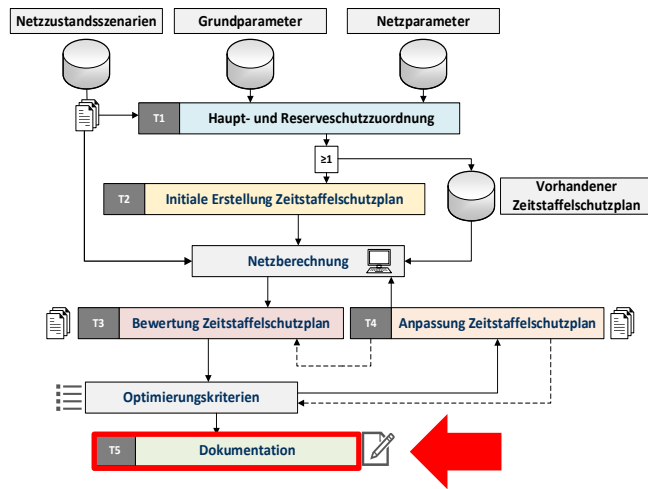 Netzzustandsszenarien
Grundparameter
Netzparameter
T1
Haupt- und Reserveschutzzuordnung
≥1
T2
Initiale Erstellung Zeitstaffelschutzplan
Vorhandener
Zeitstaffelschutzplan
Netzberechnung
T3
Bewertung Zeitstaffelschutzplan
T4
Anpassung Zeitstaffelschutzplan
Optimierungskriterien
T5
Dokumentation